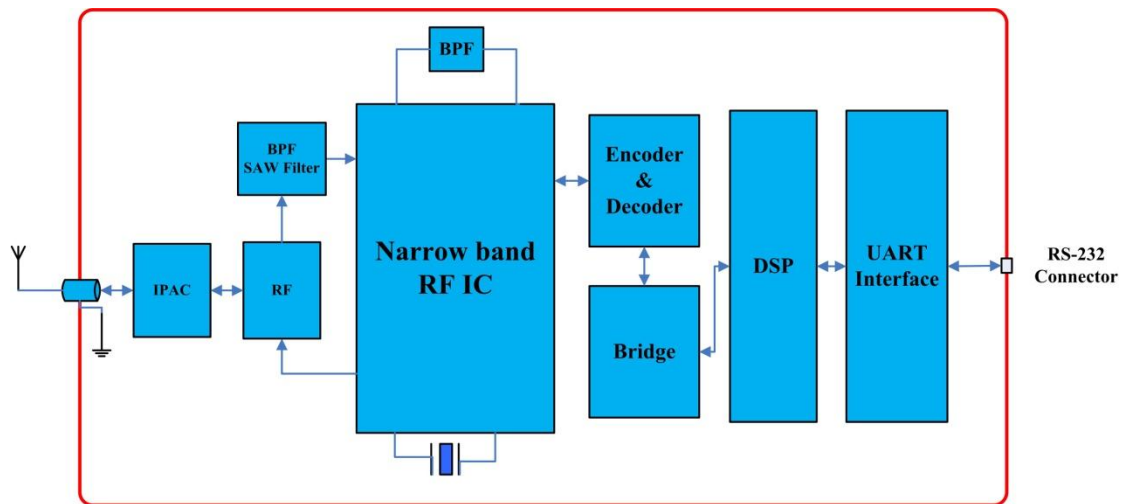 BPF
BPF
SAW Filter
IPAC
RF
Narrow band
RF IC
Encoder
&
Decoder
Bridge
DSP
UART
Interface
RS-232
Connector